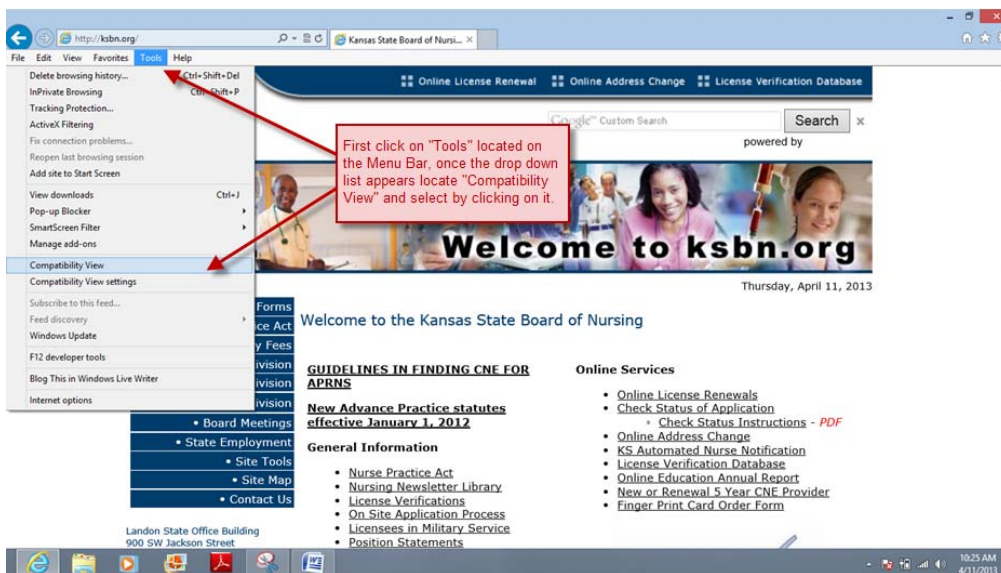 http://ksbn.org/
Kansas State Board of Nursi...
File Edit View Favorites Tools Help
Delete browsing history... Ctrl+Shift+Del
InPrivate Browsing Ctrl+Shift+P
Tracking Protection...
ActiveX Filtering
Fix connection problems...
Reopen last browsing session
Add site to Start Screen
View downloads Ctrl+J
Pop-up Blocker
SmartScreen Filter
Manage add-ons
Compatibility View
Compatibility View settings
Subscribe to this feed...
Feed discovery
Windows Update
F12 developer tools
Blog This in Windows Live Writer
Internet options
Online License Renewal Online Address Change License Verification Database
Google™ Custom Search Search x
powered by
First click on "Tools" located on
the Menu Bar, once the drop down
list appears locate "Compatibility
View" and select by clicking on it.
Welcome to ksbn.org
Thursday, April 11, 2013
Forms
ice Act
y Fees
ivision
ivision
ivision
• Board Meetings
• State Employment
• Site Tools
• Site Map
• Contact Us
Landon State Office Building
900 SW Jackson Street
Welcome to the Kansas State Board of Nursing
GUIDELINES IN FINDING CNE FOR
APRNS
New Advance Practice statutes
effective January 1, 2012
General Information
• Nurse Practice Act
• Nursing Newsletter Library
• License Verifications
• On Site Application Process
• Licensees in Military Service
• Position Statements
Online Services
• Online License Renewals
• Check Status of Application
◦ Check Status Instructions - PDF
• Online Address Change
• KS Automated Nurse Notification
• License Verification Database
• Online Education Annual Report
• New or Renewal 5 Year CNE Provider
• Finger Print Card Order Form
10:25 AM
4/11/2013